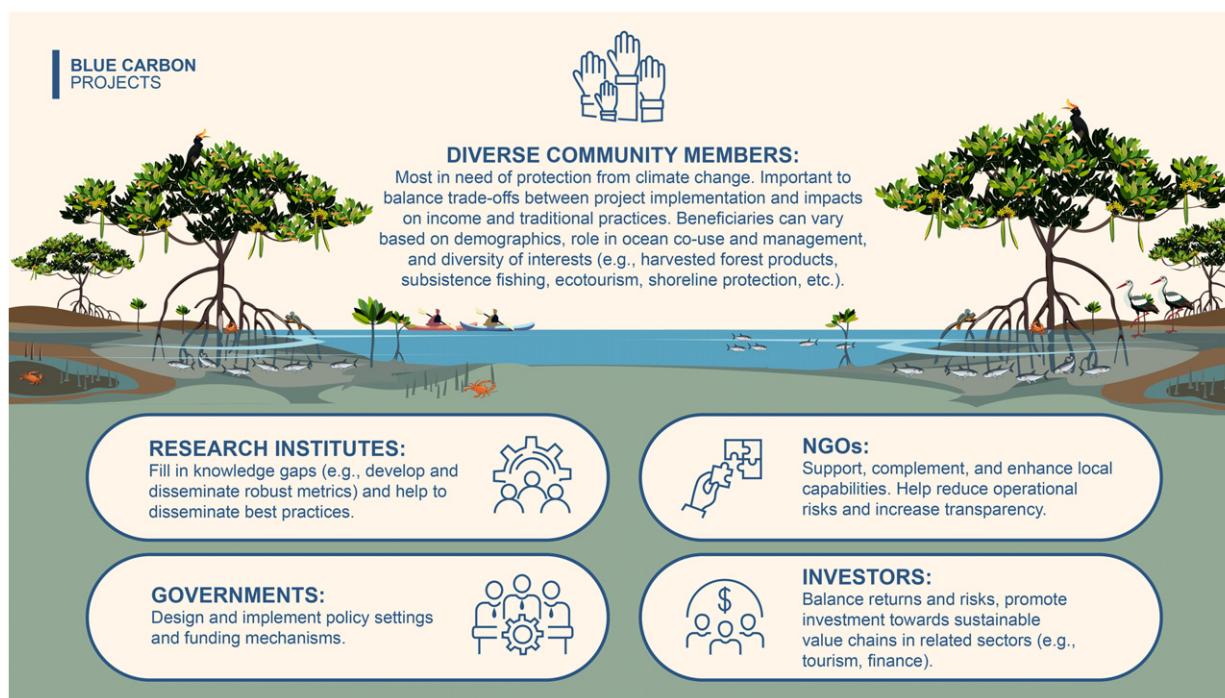 BLUE CARBON
PROJECTS
DIVERSE COMMUNITY MEMBERS:
Most in need of protection from climate change. Important to
balance trade-offs between project implementation and impacts
on income and traditional practices. Beneficiaries can vary
based on demographics, role in ocean co-use and management,
and diversity of interests (e.g., harvested forest products,
subsistence fishing, ecotourism, shoreline protection, etc.).
RESEARCH INSTITUTES:
Fill in knowledge gaps (e.g., develop and
disseminate robust metrics) and help to
disseminate best practices.
NGOs:
Support, complement, and enhance local
capabilities. Help reduce operational
risks and increase transparency.
GOVERNMENTS:
Design and implement policy settings
and funding mechanisms.
$
INVESTORS:
Balance returns and risks, promote
investment towards sustainable
value chains in related sectors (e.g.,
tourism, finance).